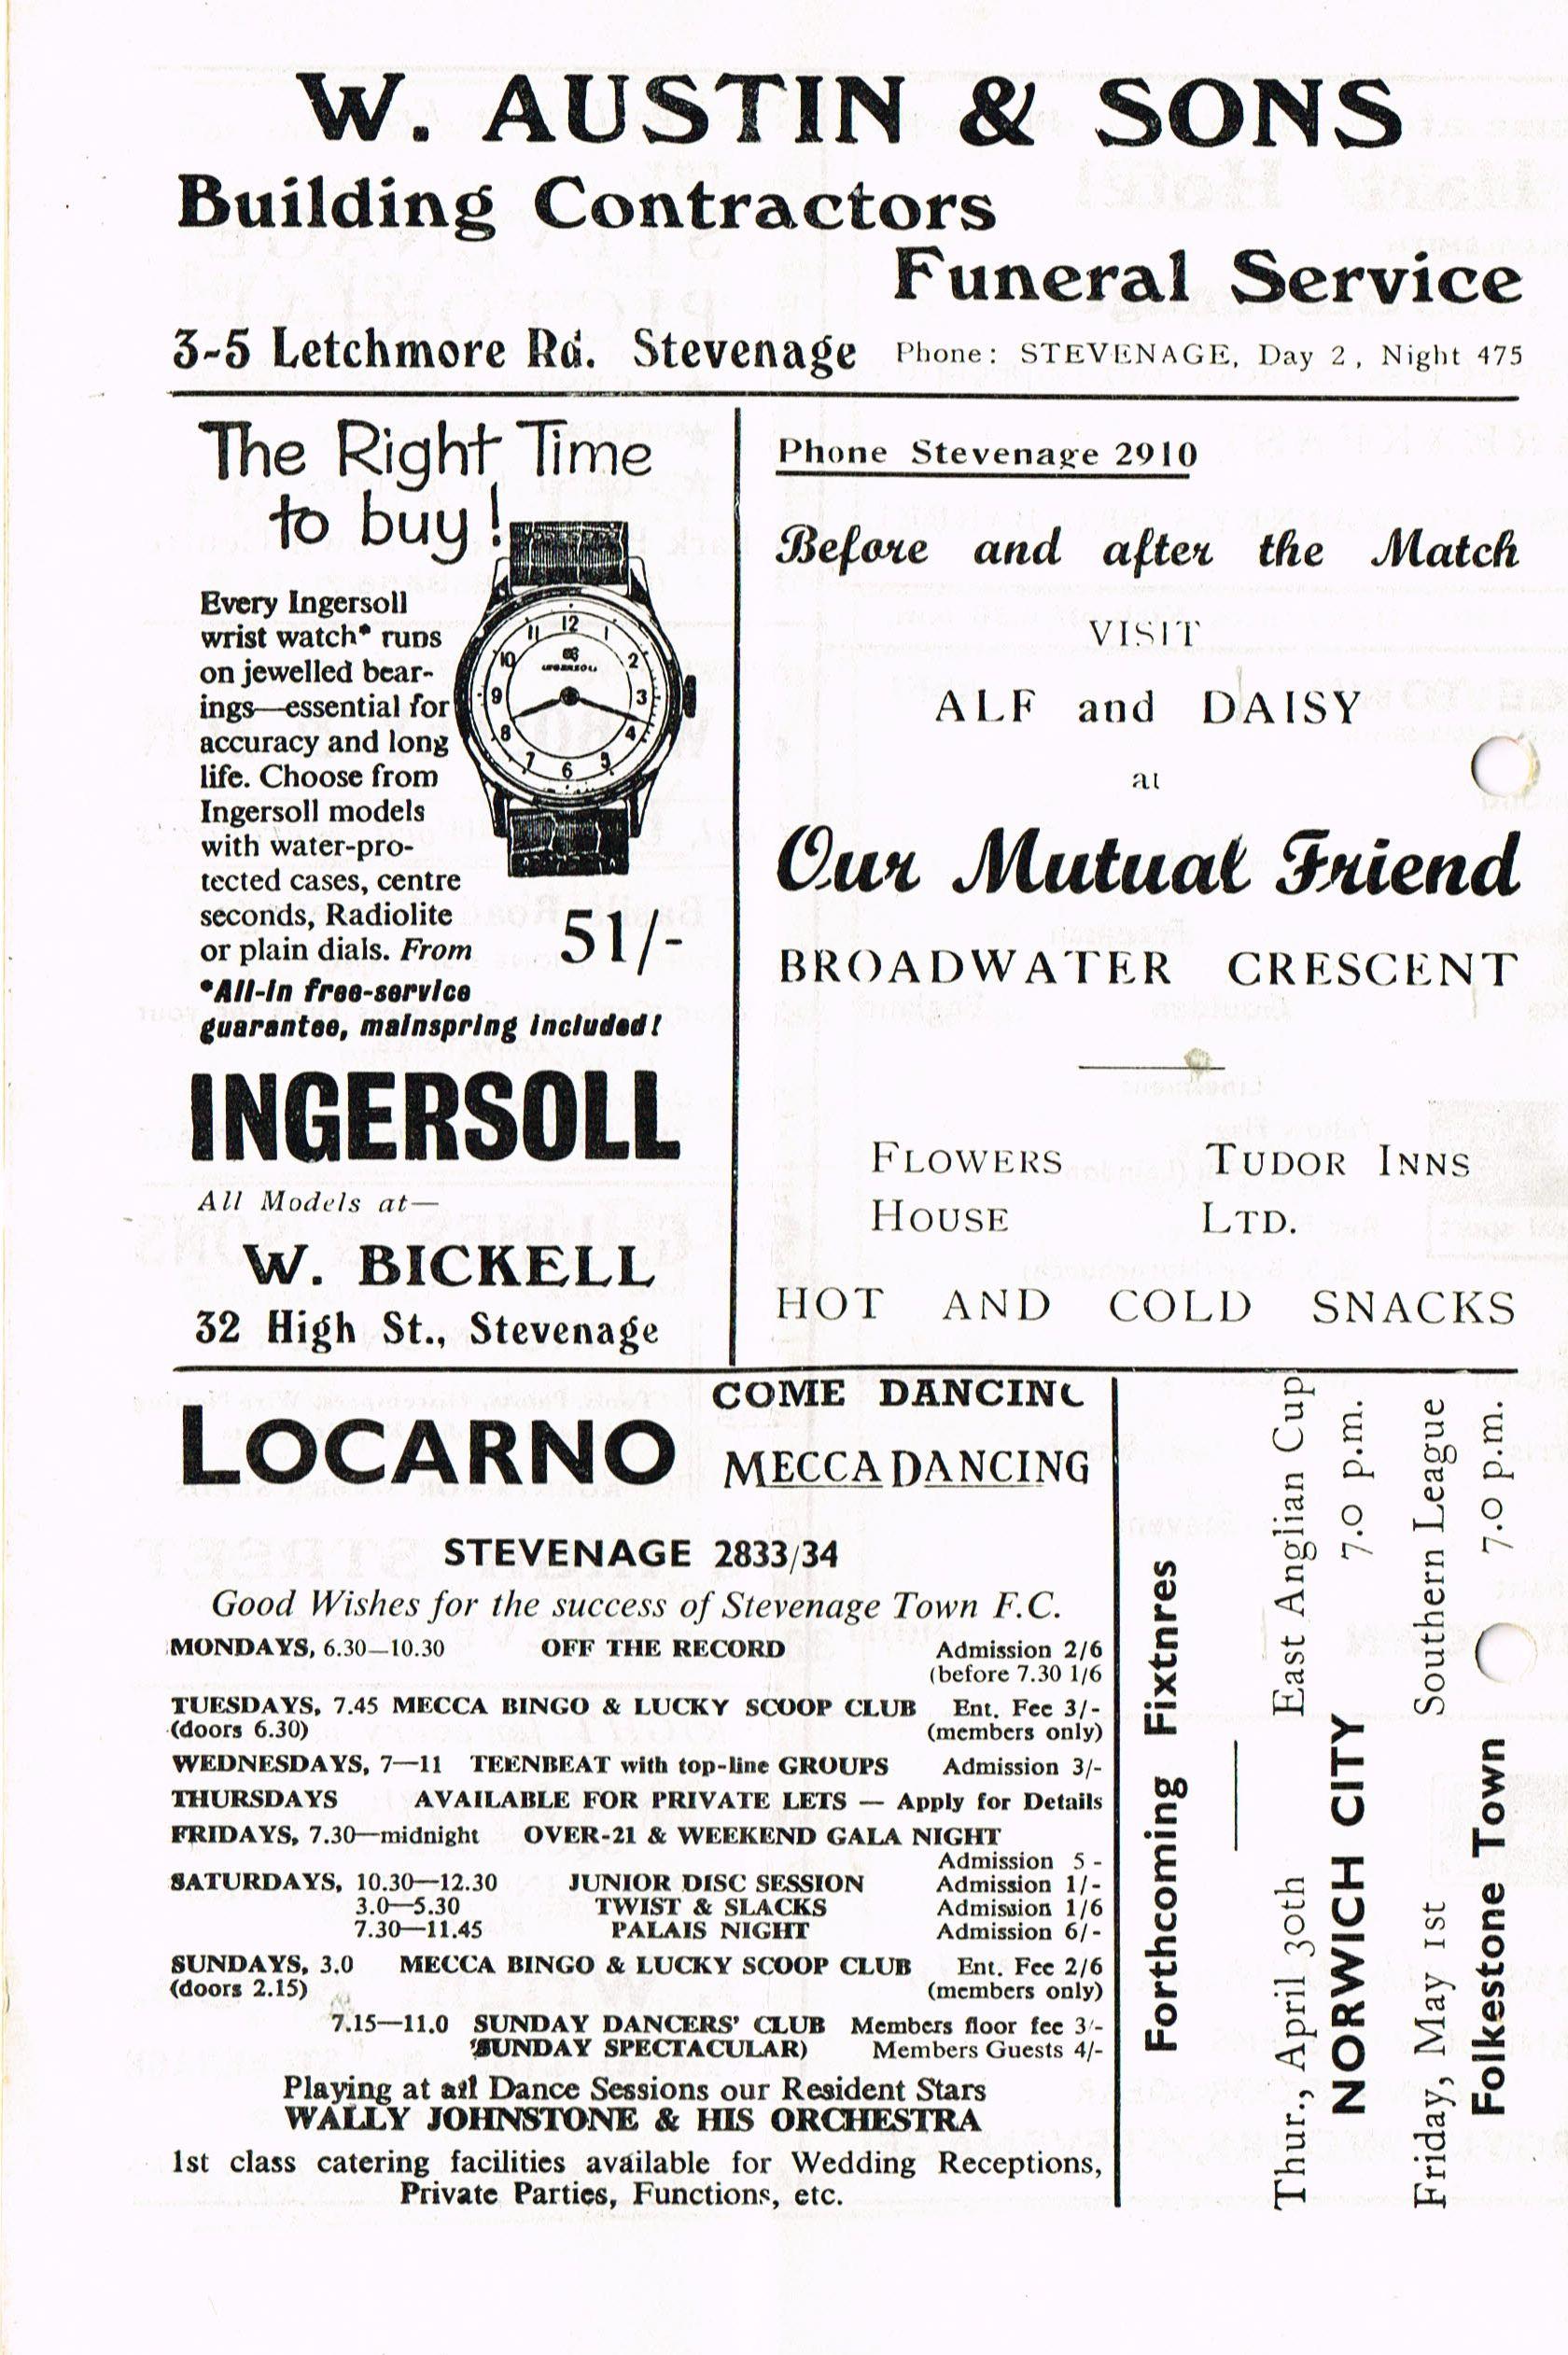 W. AUSTIN & SONS
Building Contractors
Funeral Service
3-5 Letchmore Rd. Stevenage Phone: STEVENAGE, Day 2, Night 475
The Right Time
to buy!
Every Ingersoll
wrist watch* runs
on jewelled bear-
ings—essential for
accuracy and long
life. Choose from
Ingersoll models
with water-pro-
tected cases, centre
seconds, Radiolite
or plain dials. From 51/-
*All-in free-service
guarantee, mainspring included!
12
11 1
10 2
INGERSOLL
9 3
8 4
7 6 5
INGERSOLL
All Models at—
W. BICKELL
32 High St., Stevenage
Phone Stevenage 2910
Before and after the Match
VISIT
ALF and DAISY
at
Our Mutual Friend
BROADWATER CRESCENT
FLOWERS TUDOR INNS
HOUSE LTD.
HOT AND COLD SNACKS
COME DANCING
LOCARNO
MECCA DANCING
STEVENAGE 2833/34
Good Wishes for the success of Stevenage Town F.C.
MONDAYS, 6.30—10.30 OFF THE RECORD Admission 2/6
(before 7.30 1/6
TUESDAYS, 7.45 MECCA BINGO & LUCKY SCOOP CLUB Ent. Fee 3/-
(doors 6.30) (members only)
WEDNESDAYS, 7—11 TEENBEAT with top-line GROUPS Admission 3/-
THURSDAYS AVAILABLE FOR PRIVATE LETS — Apply for Details
FRIDAYS, 7.30—midnight OVER-21 & WEEKEND GALA NIGHT
Admission 5 -
SATURDAYS, 10.30—12.30 JUNIOR DISC SESSION Admission 1/-
3.0—5.30 TWIST & SLACKS Admission 1/6
7.30—11.45 PALAIS NIGHT Admission 6/-
SUNDAYS, 3.0 MECCA BINGO & LUCKY SCOOP CLUB Ent. Fee 2/6
(doors 2.15) (members only)
7.15—11.0 SUNDAY DANCERS' CLUB Members floor fee 3/-
'SUNDAY SPECTACULAR) Members Guests 4/-
Playing at all Dance Sessions our Resident Stars
WALLY JOHNSTONE & HIS ORCHESTRA
1st class catering facilities available for Wedding Receptions,
Private Parties, Functions, etc.
Forthcoming Fixtnres
Thur., April 30th East Anglian Cup
NORWICH CITY 7.0 p.m.
Friday, May 1st Southern League
Folkestone Town 7.0 p.m.